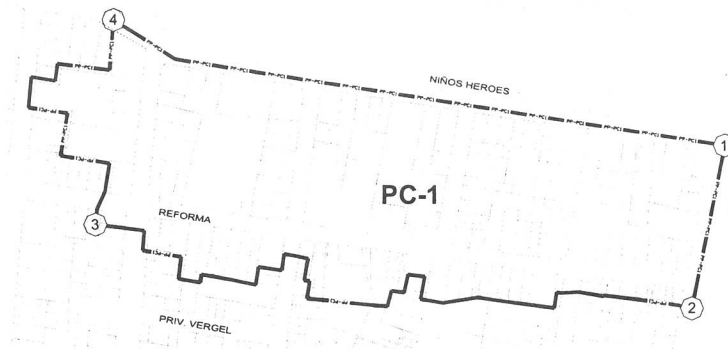 4
NIÑOS HEROES
1
PC-1
REFORMA
3
2
PRIV. VERGEL